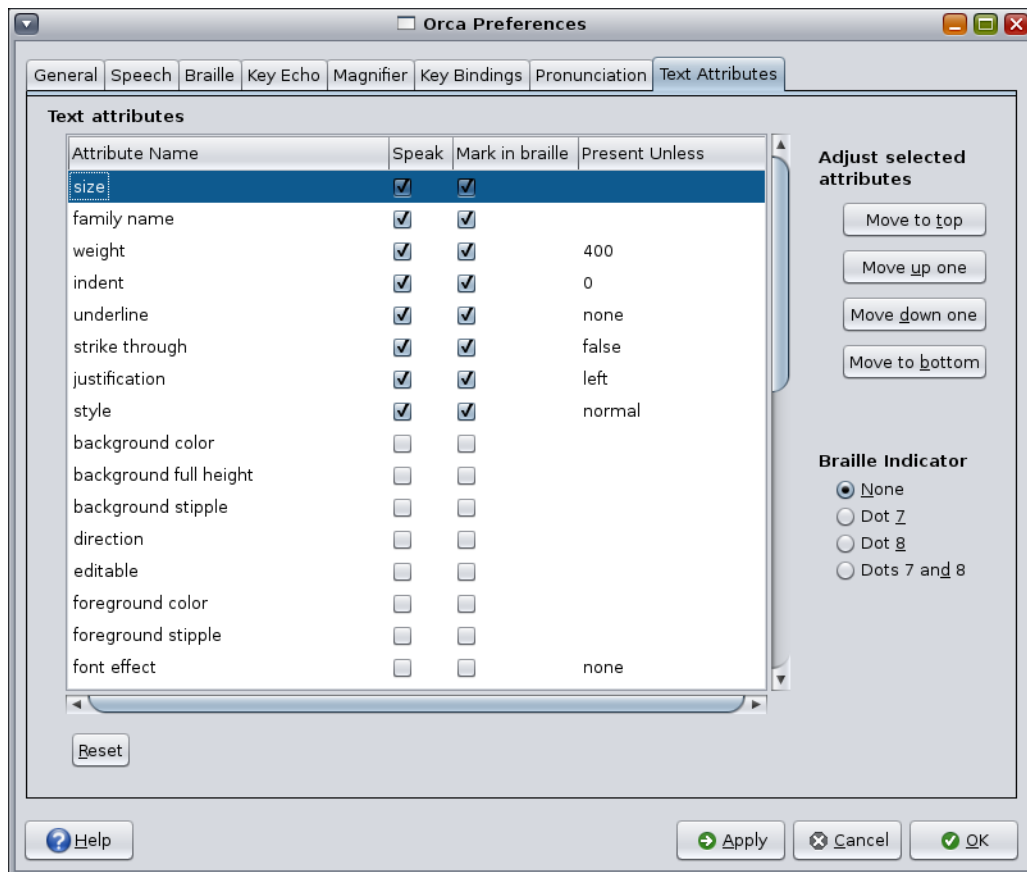 Orca Preferences
General Speech Braille Key Echo Magnifier Key Bindings Pronunciation Text Attributes
Text attributes
Attribute Name Speak Mark in braille Present Unless
size
family name
weight 400
indent 0
underline none
strike through false
justification left
style normal
background color
background full height
background stipple
direction
editable
foreground color
foreground stipple
font effect none
Adjust selected
attributes
Move to top
Move up one
Move down one
Move to bottom
Braille Indicator
None
Dot 7
Dot 8
Dots 7 and 8
Reset
Help Apply Cancel OK